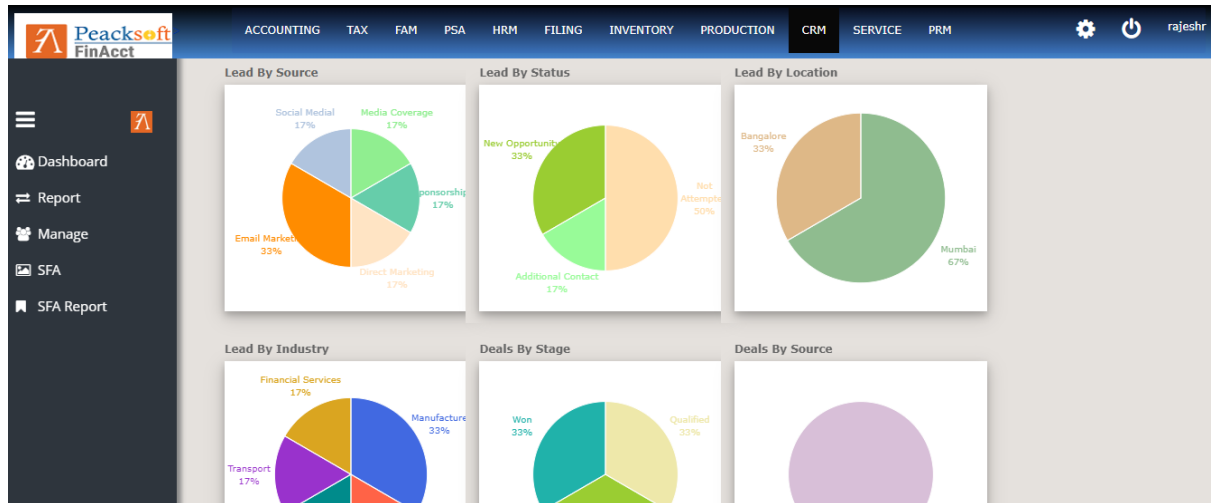 Peacksoft
FinAcct
ACCOUNTING TAX FAM PSA HRM FILING INVENTORY PRODUCTION CRM SERVICE PRM
rajeshr
Dashboard
Report
Manage
SFA
SFA Report
Lead By Source
Social Medial
17%
Media Coverage
17%
ponsorship
17%
Email Marketi
33%
Direct Marketing
17%
Lead By Status
New Opportunity
33%
Not
Attempte
50%
Additional Contact
17%
Lead By Location
Bangalore
33%
Mumbai
67%
Lead By Industry
Financial Services
17%
Manufacture
33%
Transport
17%
Deals By Stage
Won
33%
Qualified
33%
Deals By Source